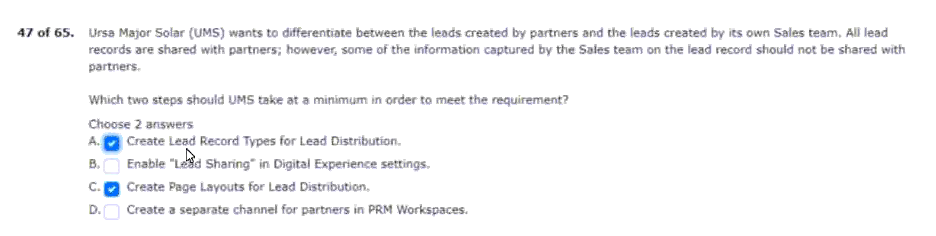 47 of 65. Ursa Major Solar (UMS) wants to differentiate between the leads created by partners and the leads created by its own Sales team. All lead
records are shared with partners; however, some of the information captured by the Sales team on the lead record should not be shared with
partners.
Which two steps should UMS take at a minimum in order to meet the requirement?
Choose 2 answers
A. Create Lead Record Types for Lead Distribution.
B. Enable "Lead Sharing" in Digital Experience settings.
C. Create Page Layouts for Lead Distribution.
D. Create a separate channel for partners in PRM Workspaces.